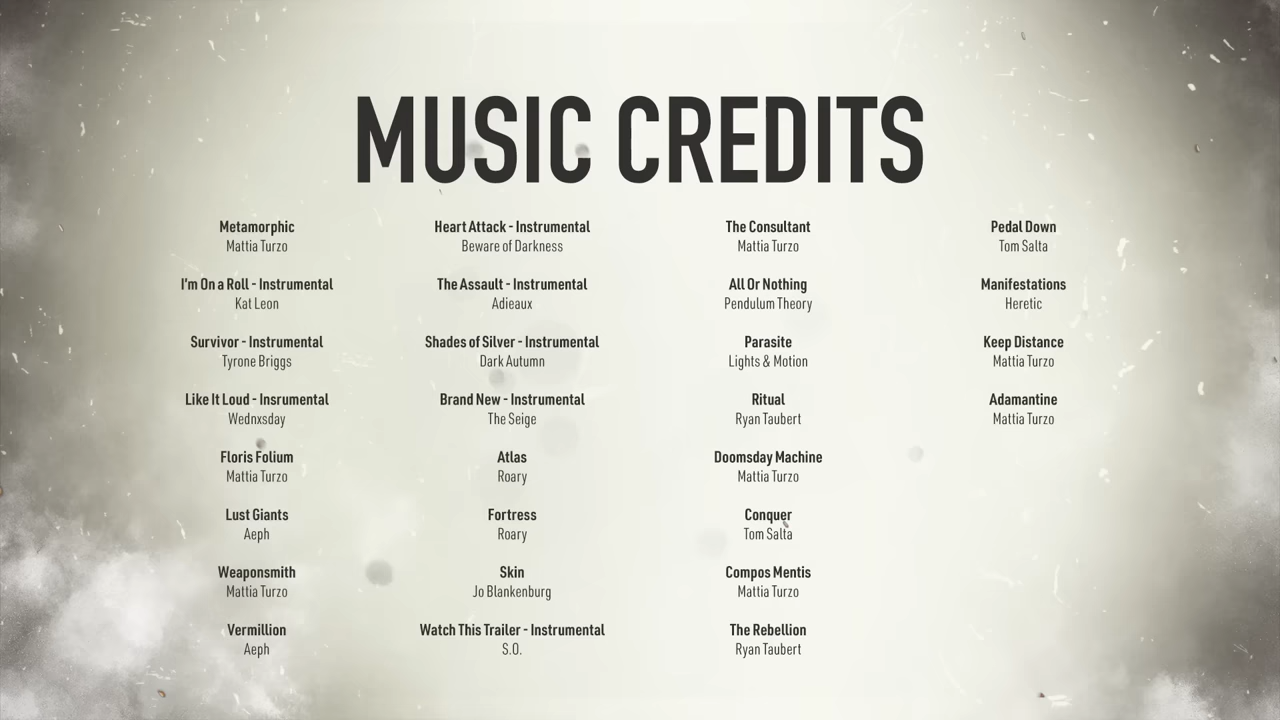 MUSIC CREDITS
Metamorphic
Mattia Turzo
I'm On a Roll - Instrumental
Kat Leon
Survivor - Instrumental
Tyrone Briggs
Like It Loud - Insrumental
Wednxsday
Floris Folium
Mattia Turzo
Lust Giants
Aeph
Weaponsmith
Mattia Turzo
Vermillion
Aeph
Heart Attack - Instrumental
Beware of Darkness
The Assault - Instrumental
Adieaux
Shades of Silver - Instrumental
Dark Autumn
Brand New - Instrumental
The Seige
Atlas
Roary
Fortress
Roary
Skin
Jo Blankenburg
Watch This Trailer - Instrumental
S.O.
The Consultant
Mattia Turzo
All Or Nothing
Pendulum Theory
Parasite
Lights & Motion
Ritual
Ryan Taubert
Doomsday Machine
Mattia Turzo
Conquer
Tom Salta
Compos Mentis
Mattia Turzo
The Rebellion
Ryan Taubert
Pedal Down
Tom Salta
Manifestations
Heretic
Keep Distance
Mattia Turzo
Adamantine
Mattia Turzo